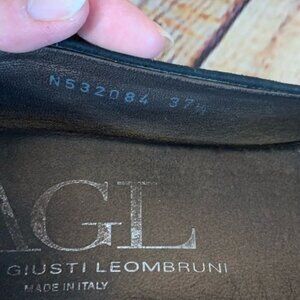 N532084 37½
AGL
GIUSTI LEOMBRUNI
MADE IN ITALY